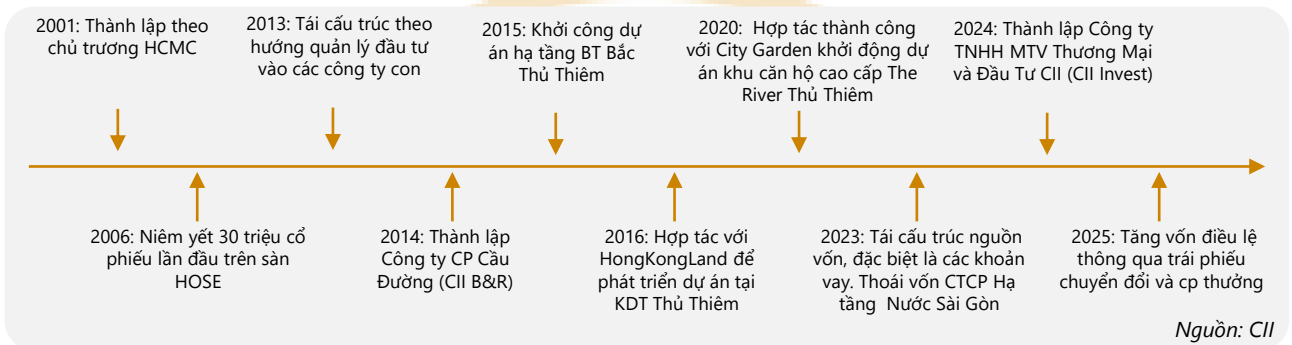 2001: Thành lập theo
chủ trương HCMC
2013: Tái cấu trúc theo
hướng quản lý đầu tư
vào các công ty con
2015: Khởi công dự
án hạ tầng BT Bắc
Thủ Thiêm
2020:  Hợp tác thành công
với City Garden khởi động dự
án khu căn hộ cao cấp The
River Thủ Thiêm
2024: Thành lập Công ty
TNHH MTV Thương Mại
và Đầu Tư CII (CII Invest)
2006: Niêm yết 30 triệu cổ
phiếu lần đầu trên sàn
HOSE
2014: Thành lập
Công ty CP Cầu
Đường (CII B&R)
2016: Hợp tác với
HongKongLand để
phát triển dự án tại
KDT Thủ Thiêm
2023: Tái cấu trúc nguồn
vốn, đặc biệt là các khoản
vay. Thoái vốn CTCP Hạ
tầng  Nước Sài Gòn
2025: Tăng vốn điều lệ
thông qua trái phiếu
chuyển đổi và cp thưởng
Nguồn: CII